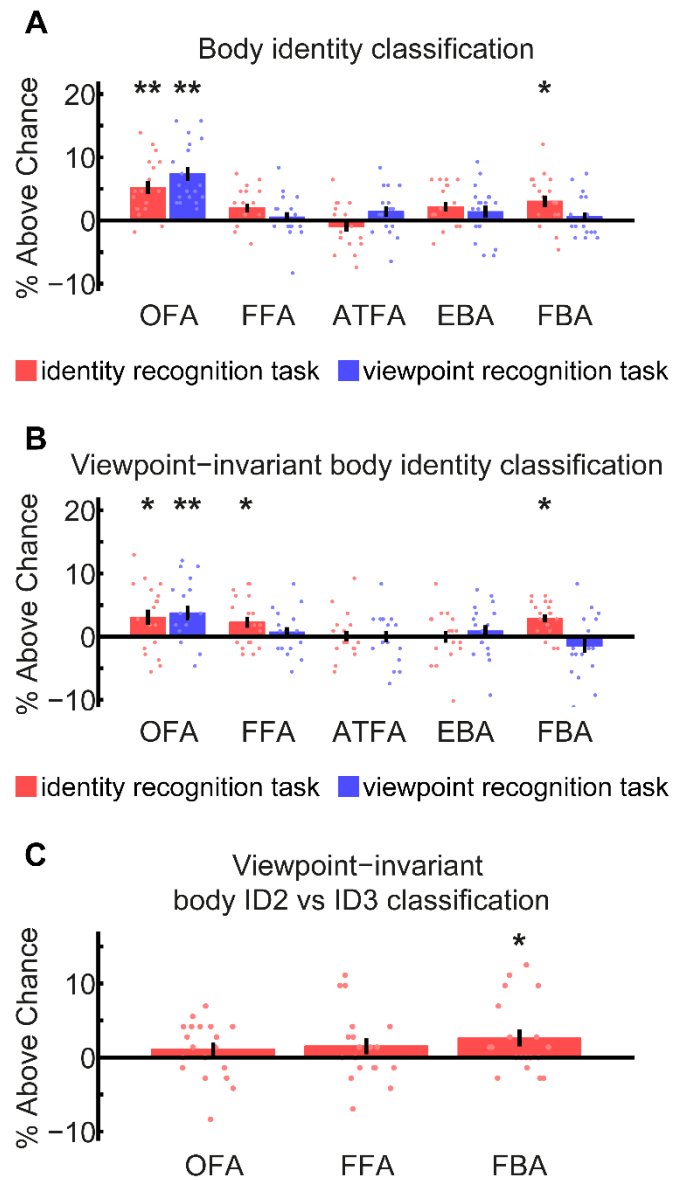 A
Body identity classification
% Above Chance
20
10
0
−10
** ** *
OFA FFA ATFA EBA FBA
identity recognition task viewpoint recognition task
B
Viewpoint−invariant body identity classification
% Above Chance
20
10
0
−10
* ** * *
OFA FFA ATFA EBA FBA
identity recognition task viewpoint recognition task
C
Viewpoint−invariant
body ID2 vs ID3 classification
% Above Chance
10
0
−10
*
OFA FFA FBA